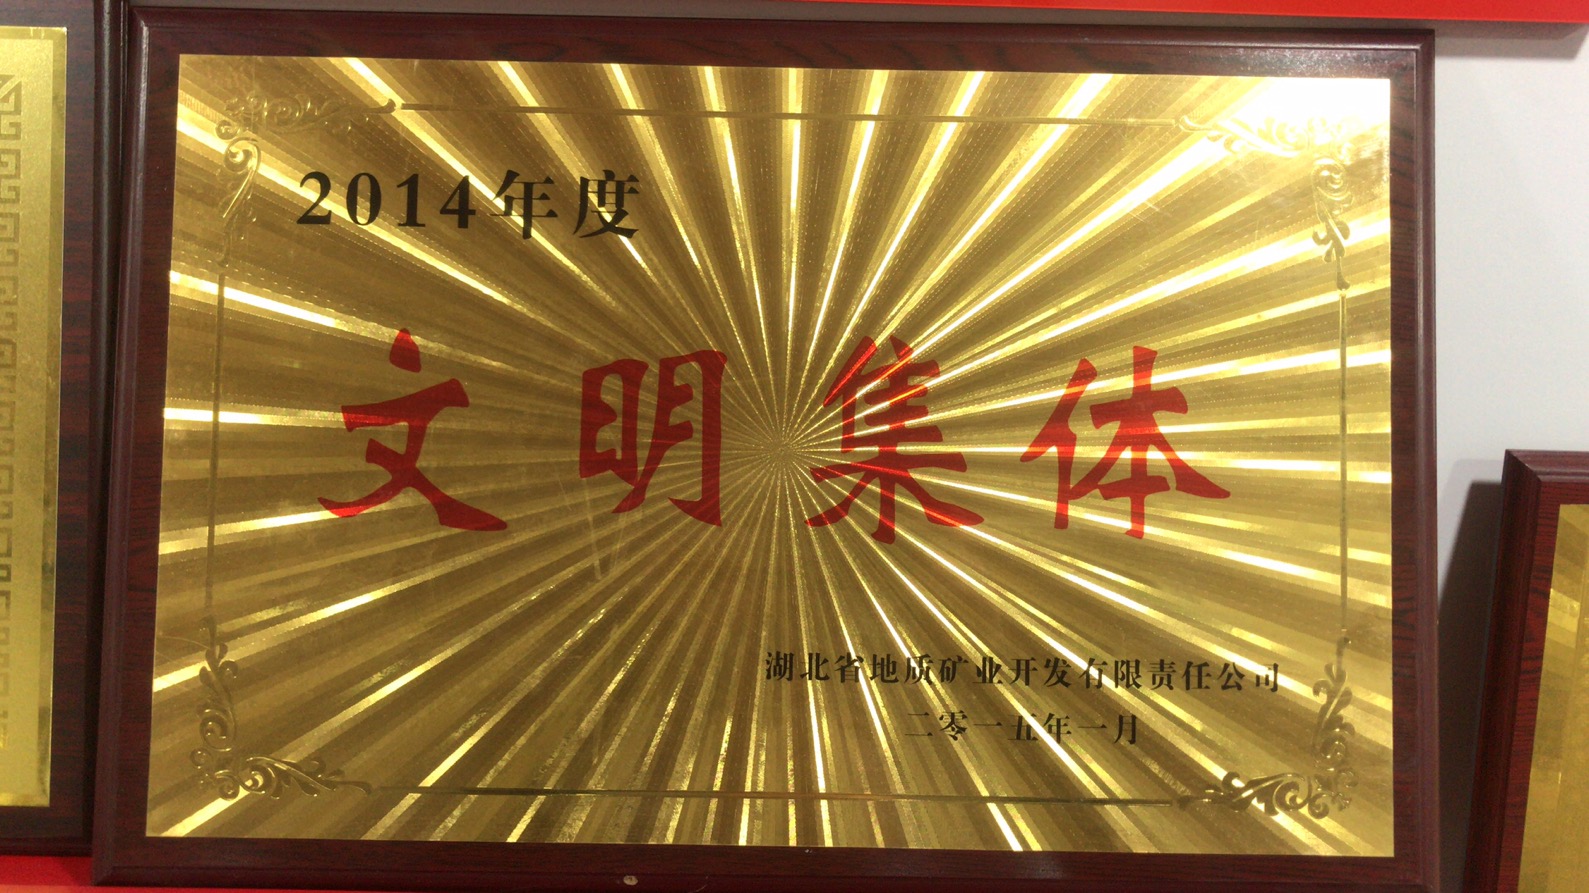 2014年度
文明集体
湖北省地质矿业开发有限责任公司
二零一五年一月